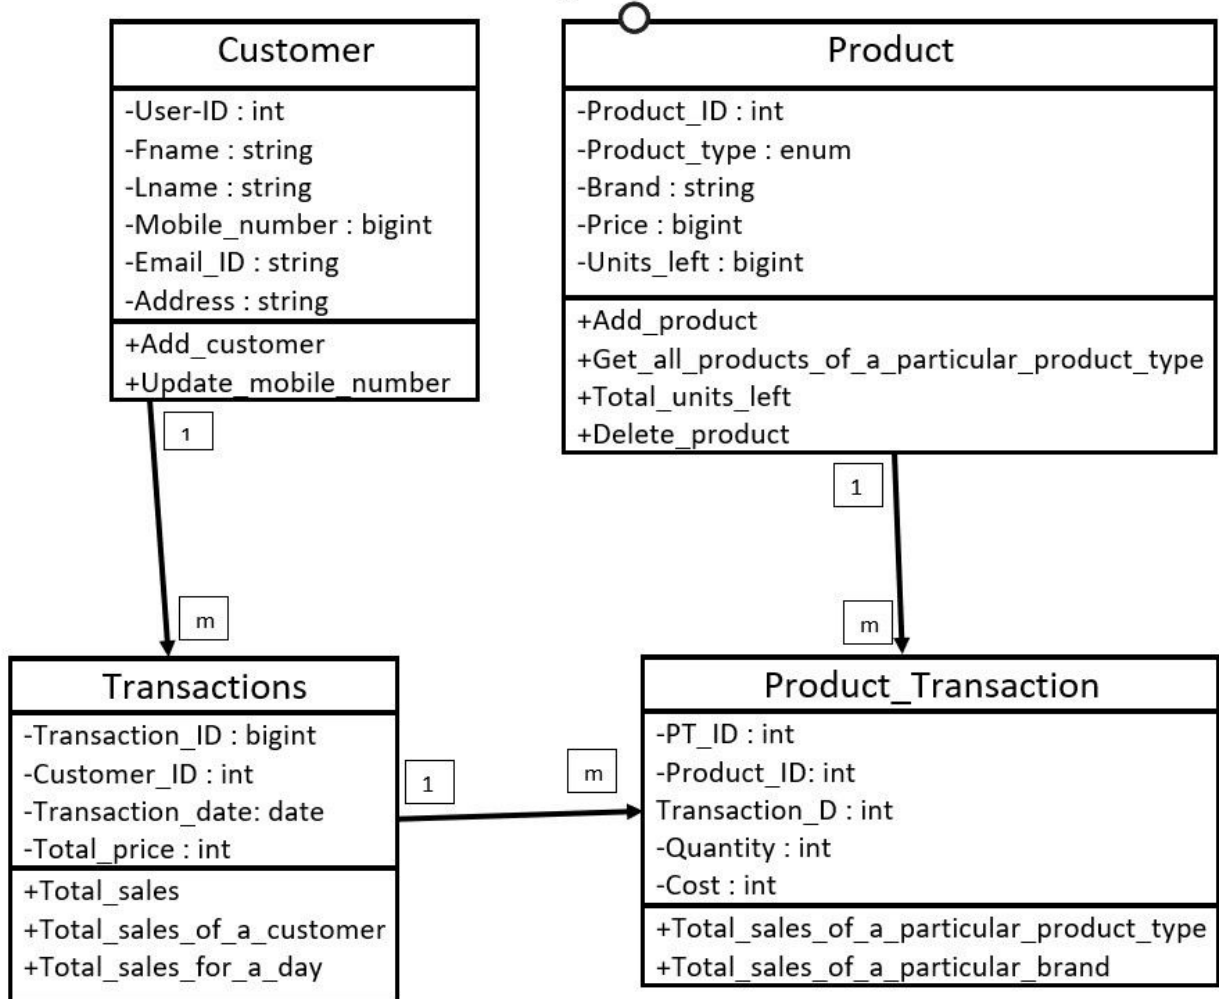 Customer
-User-ID : int
-Fname : string
-Lname : string
-Mobile_number : bigint
-Email_ID : string
-Address : string
+Add_customer
+Update_mobile_number
Product
-Product_ID : int
-Product_type : enum
-Brand : string
-Price : bigint
-Units_left : bigint
+Add_product
+Get_all_products_of_a_particular_product_type
+Total_units_left
+Delete_product
1
m
1
m
Transactions
-Transaction_ID : bigint
-Customer_ID : int
-Transaction_date: date
-Total_price : int
+Total_sales
+Total_sales_of_a_customer
+Total_sales_for_a_day
1
m
Product_Transaction
-PT_ID : int
-Product_ID: int
Transaction_D : int
-Quantity : int
-Cost : int
+Total_sales_of_a_particular_product_type
+Total_sales_of_a_particular_brand